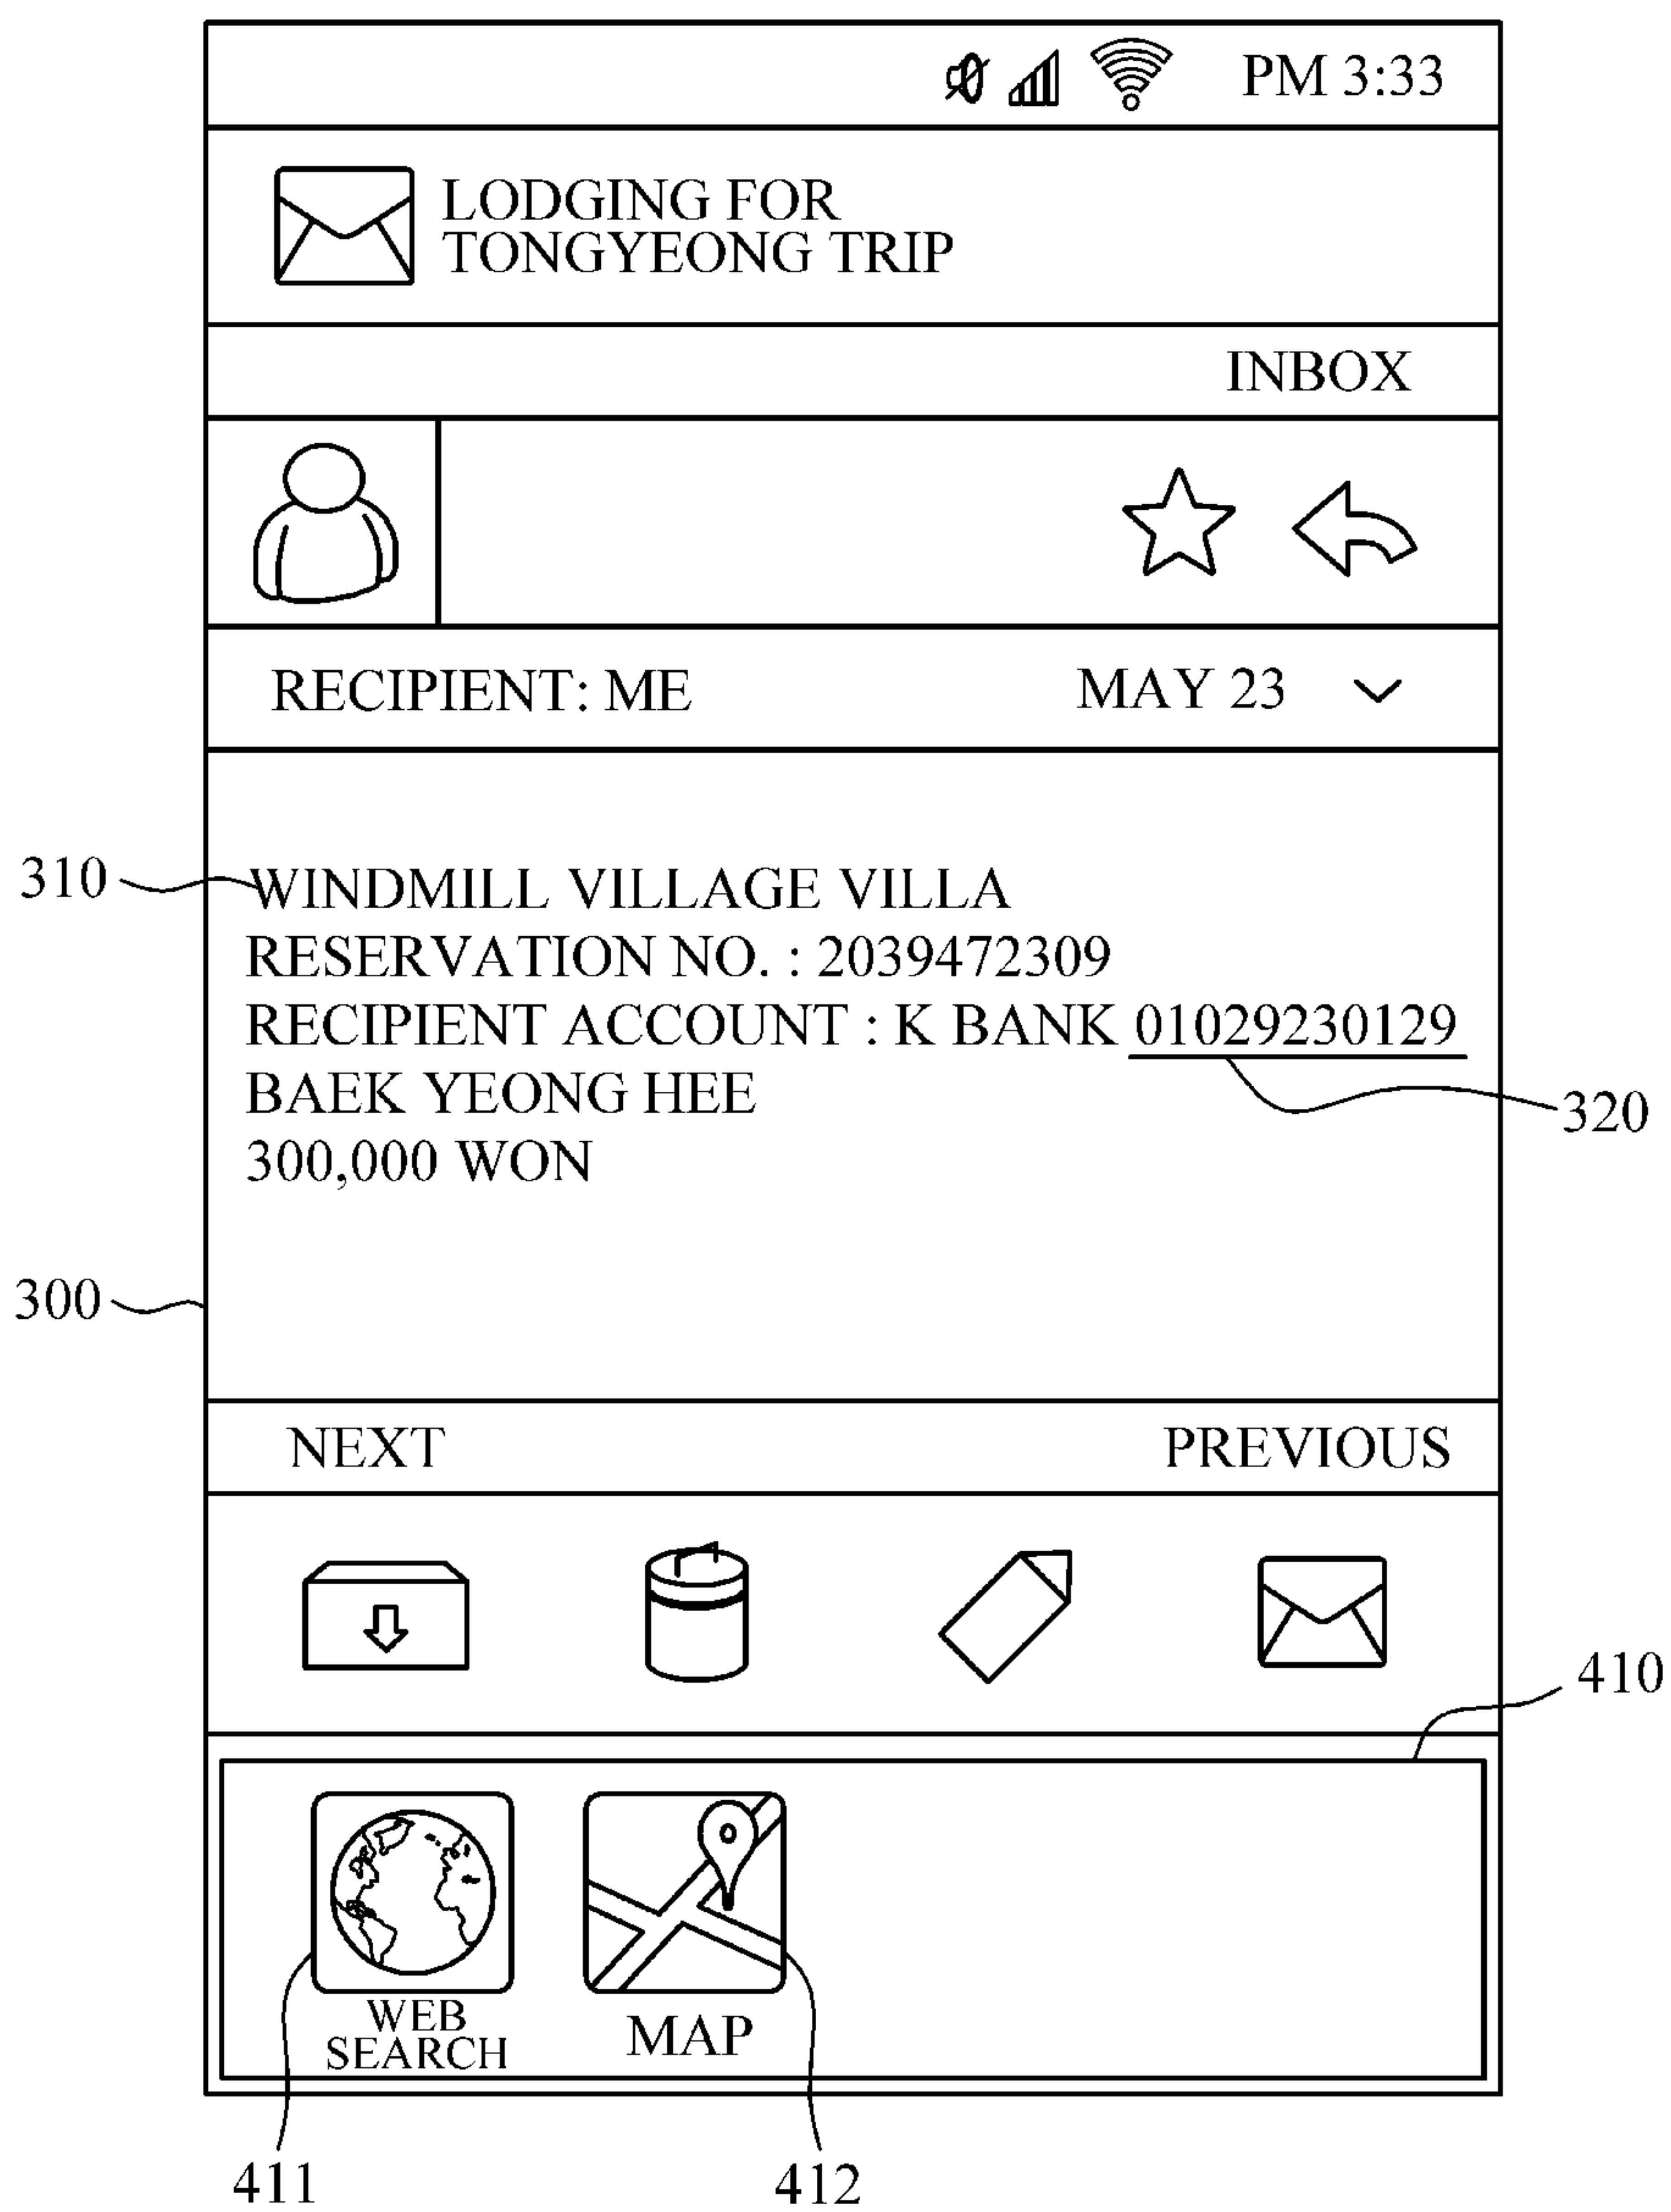 PM 3:33
LODGING FOR
TONGYEONG TRIP
INBOX
RECIPIENT: ME MAY 23
310
WINDMILL VILLAGE VILLA
RESERVATION NO. : 2039472309
RECIPIENT ACCOUNT : K BANK 01029230129
BAEK YEONG HEE
320
300,000 WON
300
NEXT PREVIOUS
410
WEB
SEARCH
MAP
411
412